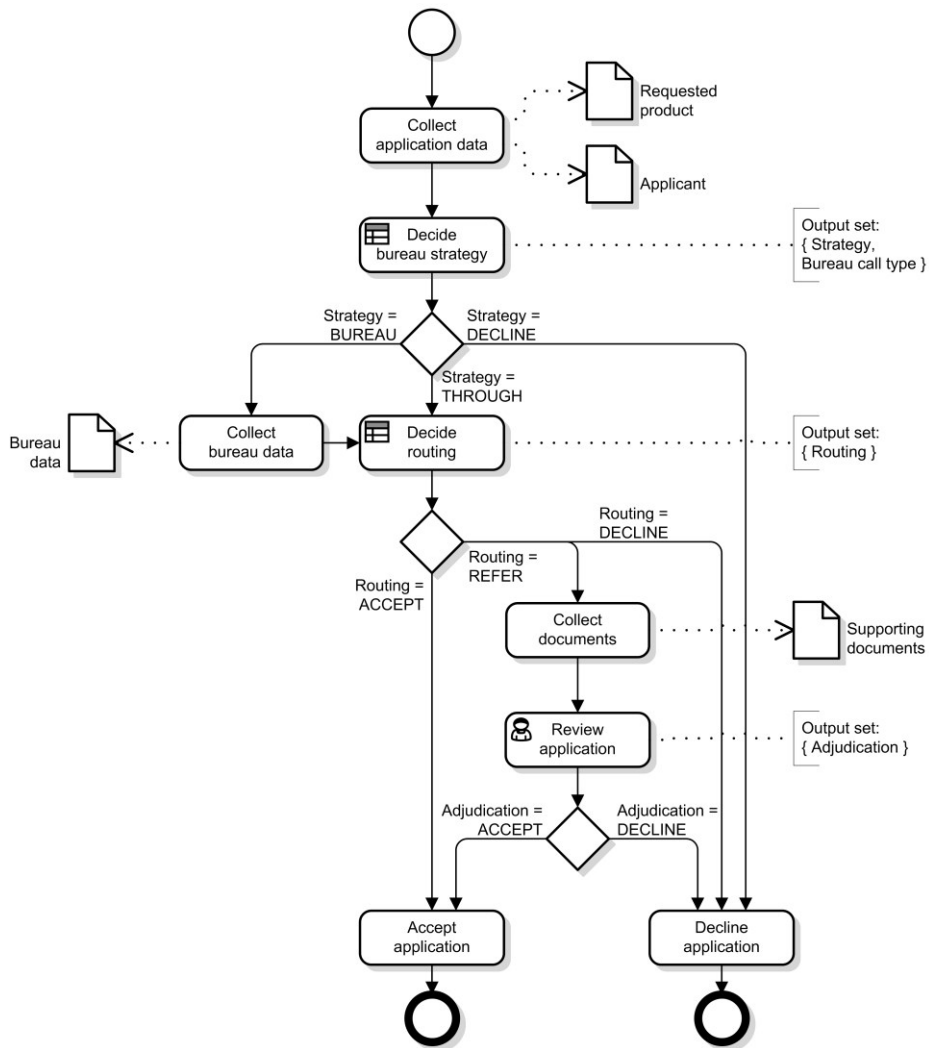 Collect
application data
Requested
product
Applicant
Decide
bureau strategy
Output set:
{ Strategy,
Bureau call type }
Strategy =
BUREAU
Strategy =
DECLINE
Strategy =
THROUGH
Bureau
data
Collect
bureau data
Decide
routing
Output set:
{ Routing }
Routing =
DECLINE
Routing =
REFER
Routing =
ACCEPT
Collect
documents
Supporting
documents
Review
application
Output set:
{ Adjudication }
Adjudication =
ACCEPT
Adjudication =
DECLINE
Accept
application
Decline
application